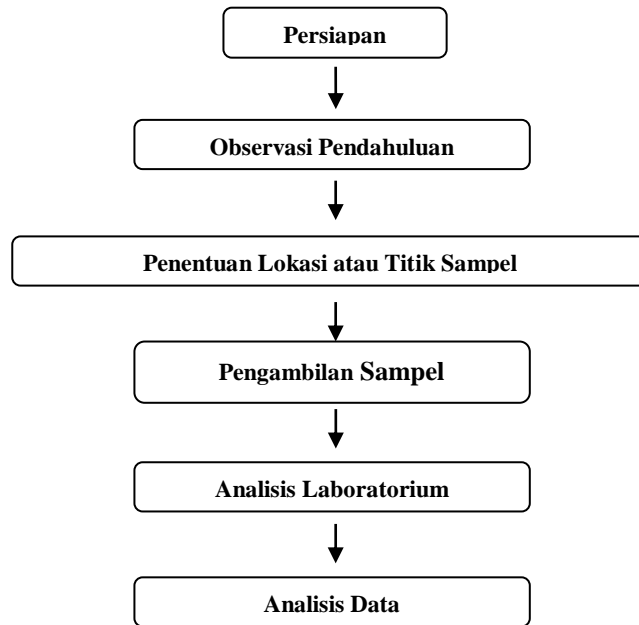 Persiapan
Observasi Pendahuluan
Penentuan Lokasi atau Titik Sampel
Pengambilan Sampel
Analisis Laboratorium
Analisis Data